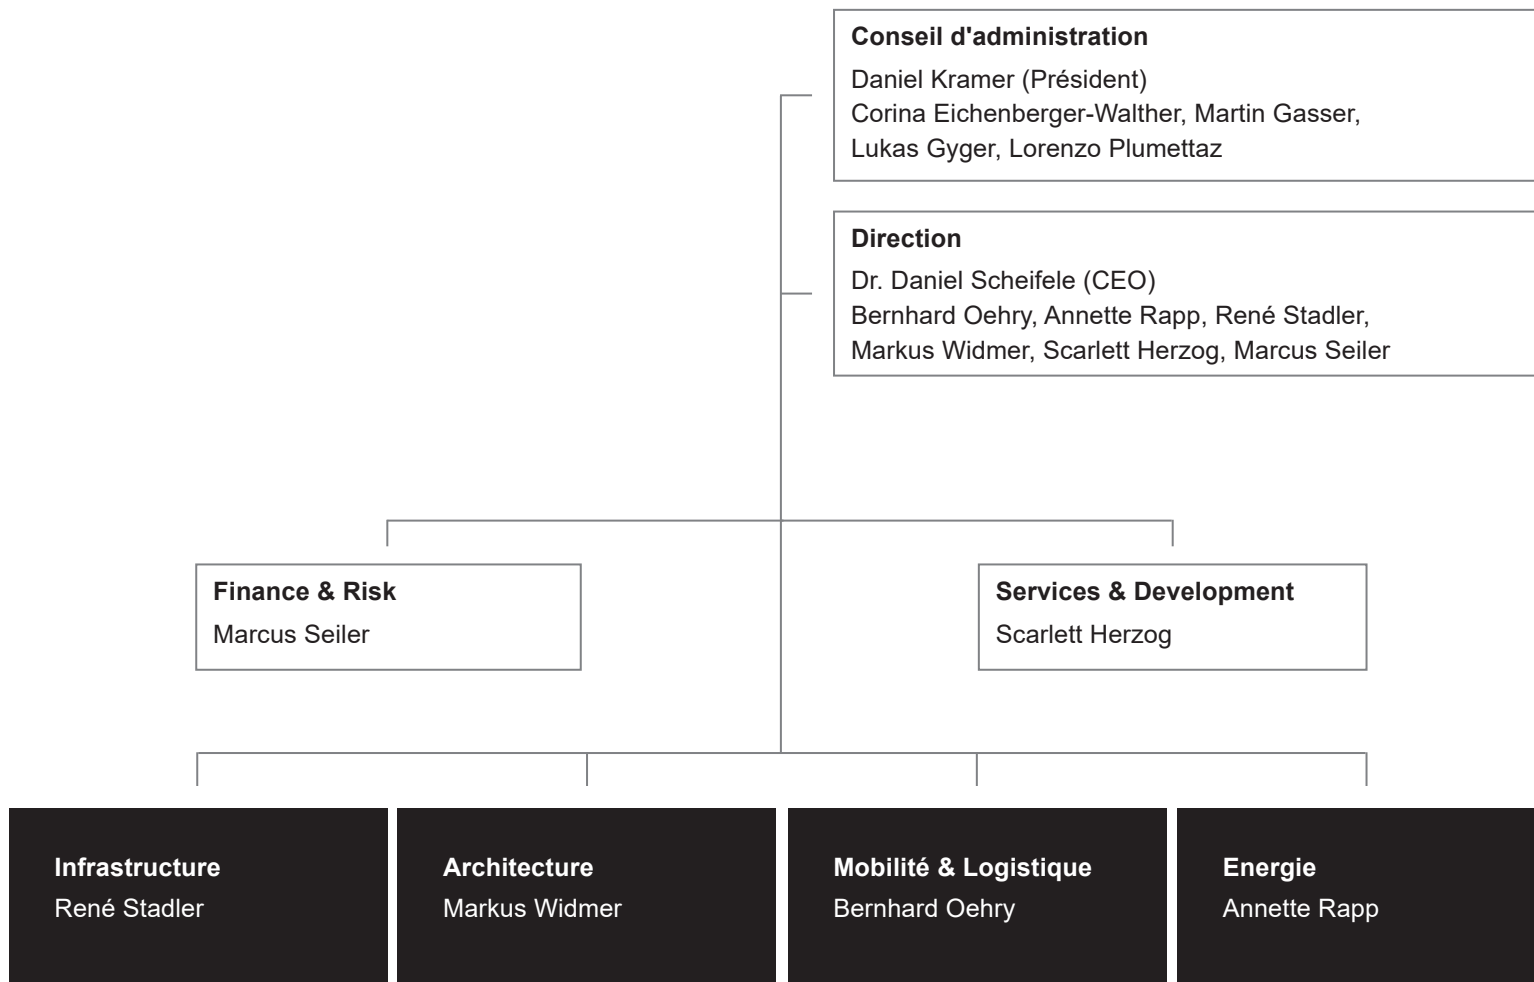 Conseil d'administration
Daniel Kramer (Président)
Corina Eichenberger-Walther, Martin Gasser,
Lukas Gyger, Lorenzo Plumettaz
Direction
Dr. Daniel Scheifele (CEO)
Bernhard Oehry, Annette Rapp, René Stadler,
Markus Widmer, Scarlett Herzog, Marcus Seiler
Finance & Risk
Marcus Seiler
Services & Development
Scarlett Herzog
Infrastructure
René Stadler
Architecture
Markus Widmer
Mobilité & Logistique
Bernhard Oehry
Energie
Annette Rapp